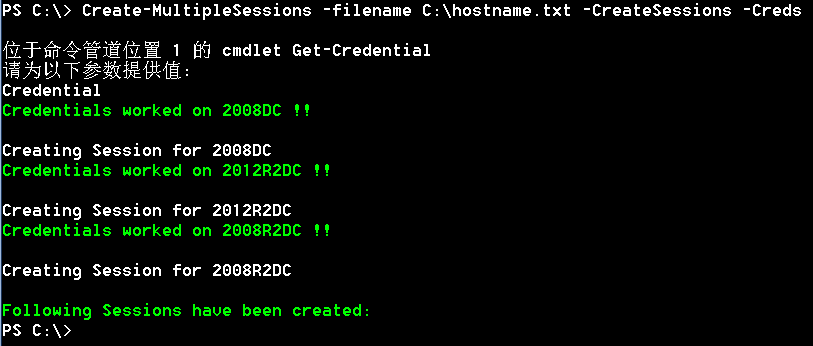 PS C:\> Create-MultipleSessions -filename C:\hostname.txt -CreateSessions -Creds
位于命令管道位置 1 的 cmdlet Get-Credential
请为以下参数提供值:
Credential
Credentials worked on 2008DC !!
Creating Session for 2008DC
Credentials worked on 2012R2DC !!
Creating Session for 2012R2DC
Credentials worked on 2008R2DC !!
Creating Session for 2008R2DC
Following Sessions have been created:
PS C:\>